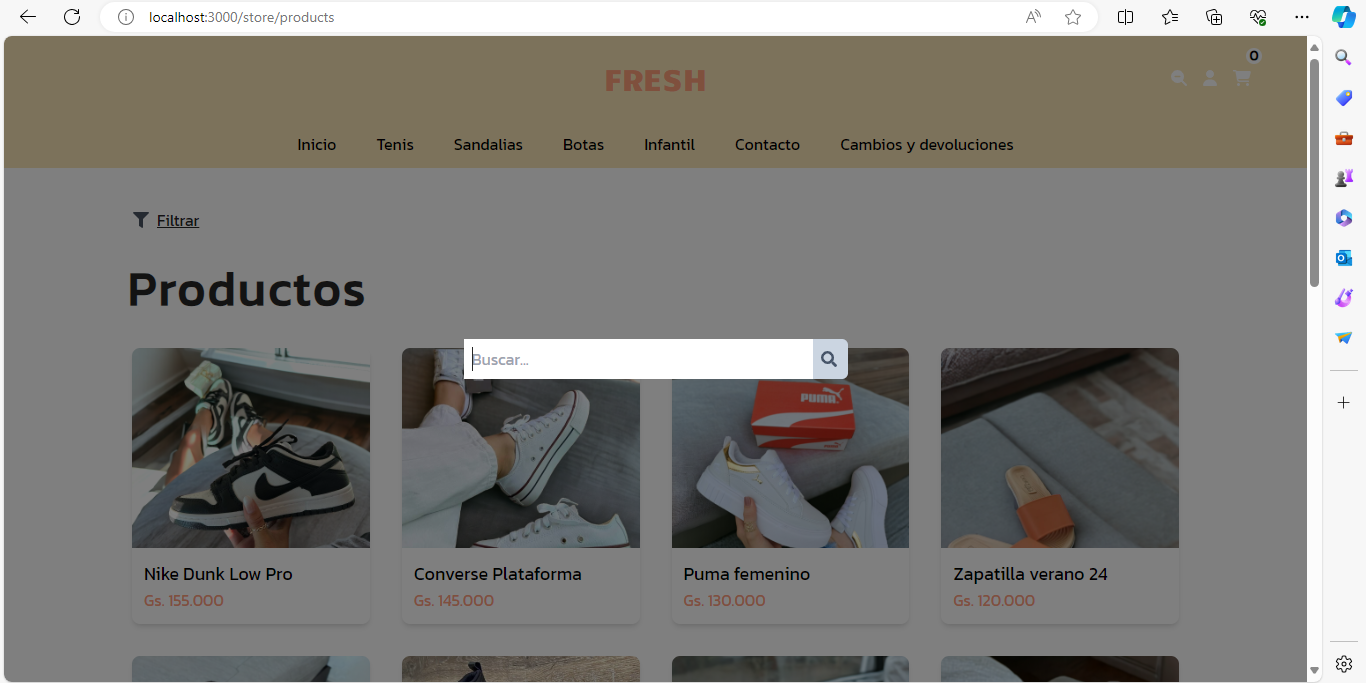 localhost:3000/store/products
0
FRESH
Inicio Tenis Sandalias Botas Infantil Contacto Cambios y devoluciones
Filtrar
Productos
Buscar...
PUMA
Nike Dunk Low Pro Converse Plataforma Puma femenino Zapatilla verano 24
Gs. 155.000 Gs. 145.000 Gs. 130.000 Gs. 120.000